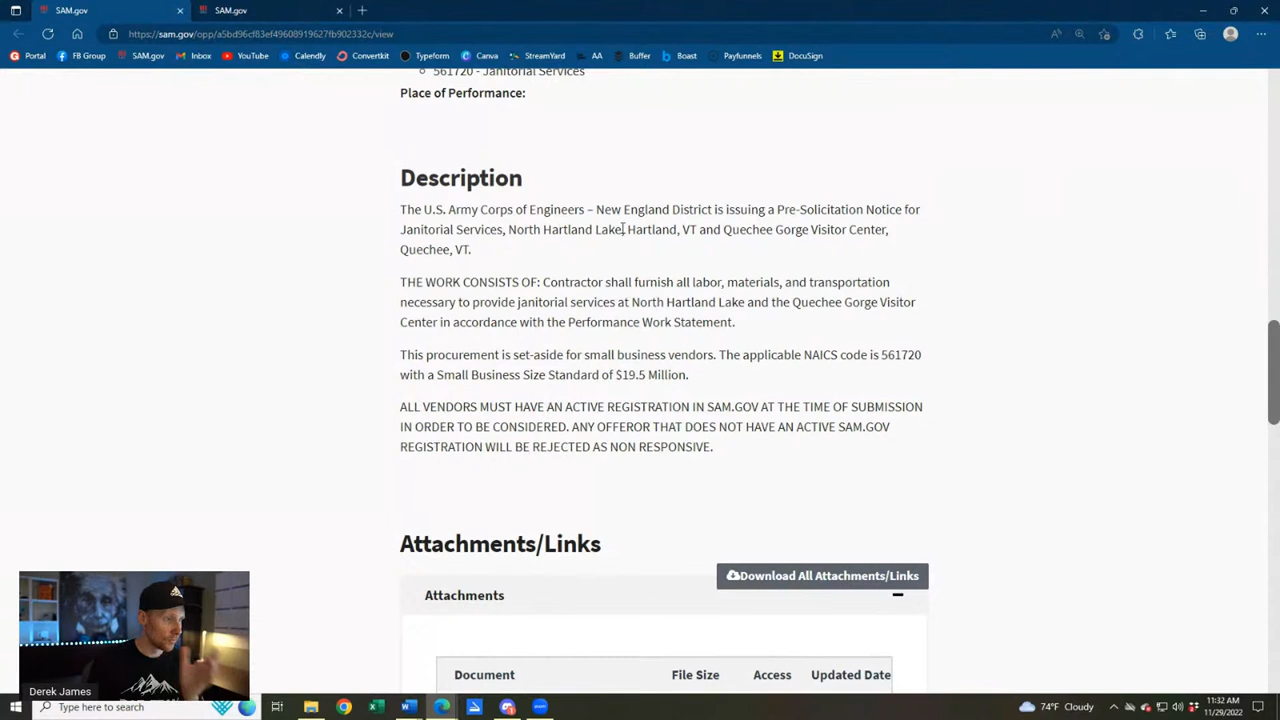 SAM.gov
SAM.gov
https://sam.gov/opp/a5bd96cf83ef49608919627fb902332c/view
Portal FB Group SAM.gov Inbox YouTube Calendly Convertkit Typeform Canva StreamYard AA Buffer Boast Payfunnels DocuSign
561720 - Janitorial Services
Place of Performance:
Description
The U.S. Army Corps of Engineers – New England District is issuing a Pre-Solicitation Notice for
Janitorial Services, North Hartland Lake, Hartland, VT and Quechee Gorge Visitor Center,
Quechee, VT.
THE WORK CONSISTS OF: Contractor shall furnish all labor, materials, and transportation
necessary to provide janitorial services at North Hartland Lake and the Quechee Gorge Visitor
Center in accordance with the Performance Work Statement.
This procurement is set-aside for small business vendors. The applicable NAICS code is 561720
with a Small Business Size Standard of $19.5 Million.
ALL VENDORS MUST HAVE AN ACTIVE REGISTRATION IN SAM.GOV AT THE TIME OF SUBMISSION
IN ORDER TO BE CONSIDERED. ANY OFFEROR THAT DOES NOT HAVE AN ACTIVE SAM.GOV
REGISTRATION WILL BE REJECTED AS NON RESPONSIVE.
Attachments/Links
Download All Attachments/Links
Attachments
Document File Size Access Updated Date
Derek James
Type here to search
74°F Cloudy
11:32 AM
11/29/2022